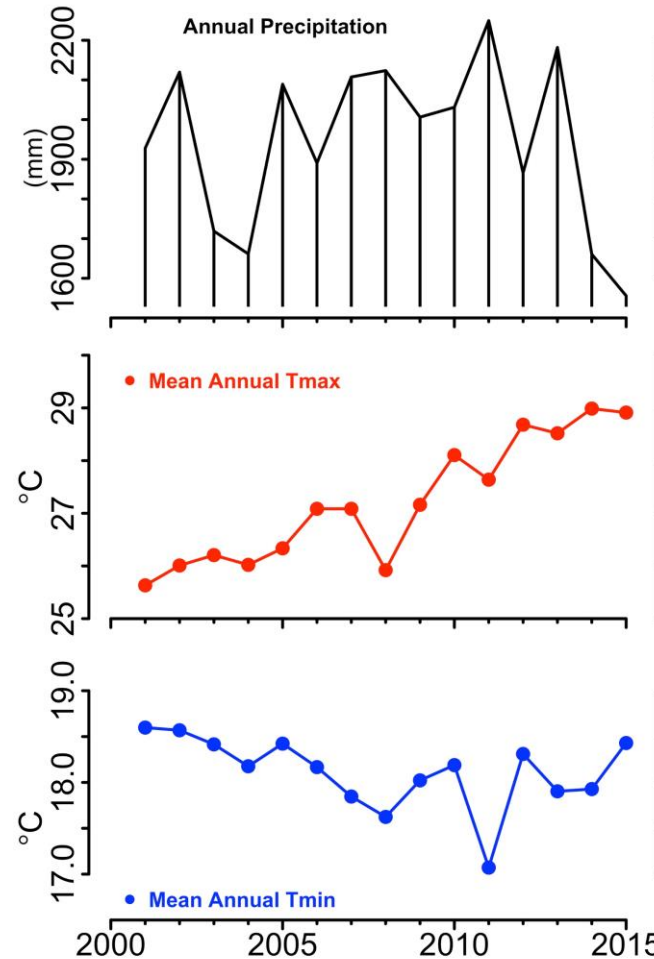 Annual Precipitation
(mm)
2200
1900
1600
Mean Annual Tmax
°C
29
27
25
19.0
18.0
17.0
°C
Mean Annual Tmin
2000 2005 2010 2015